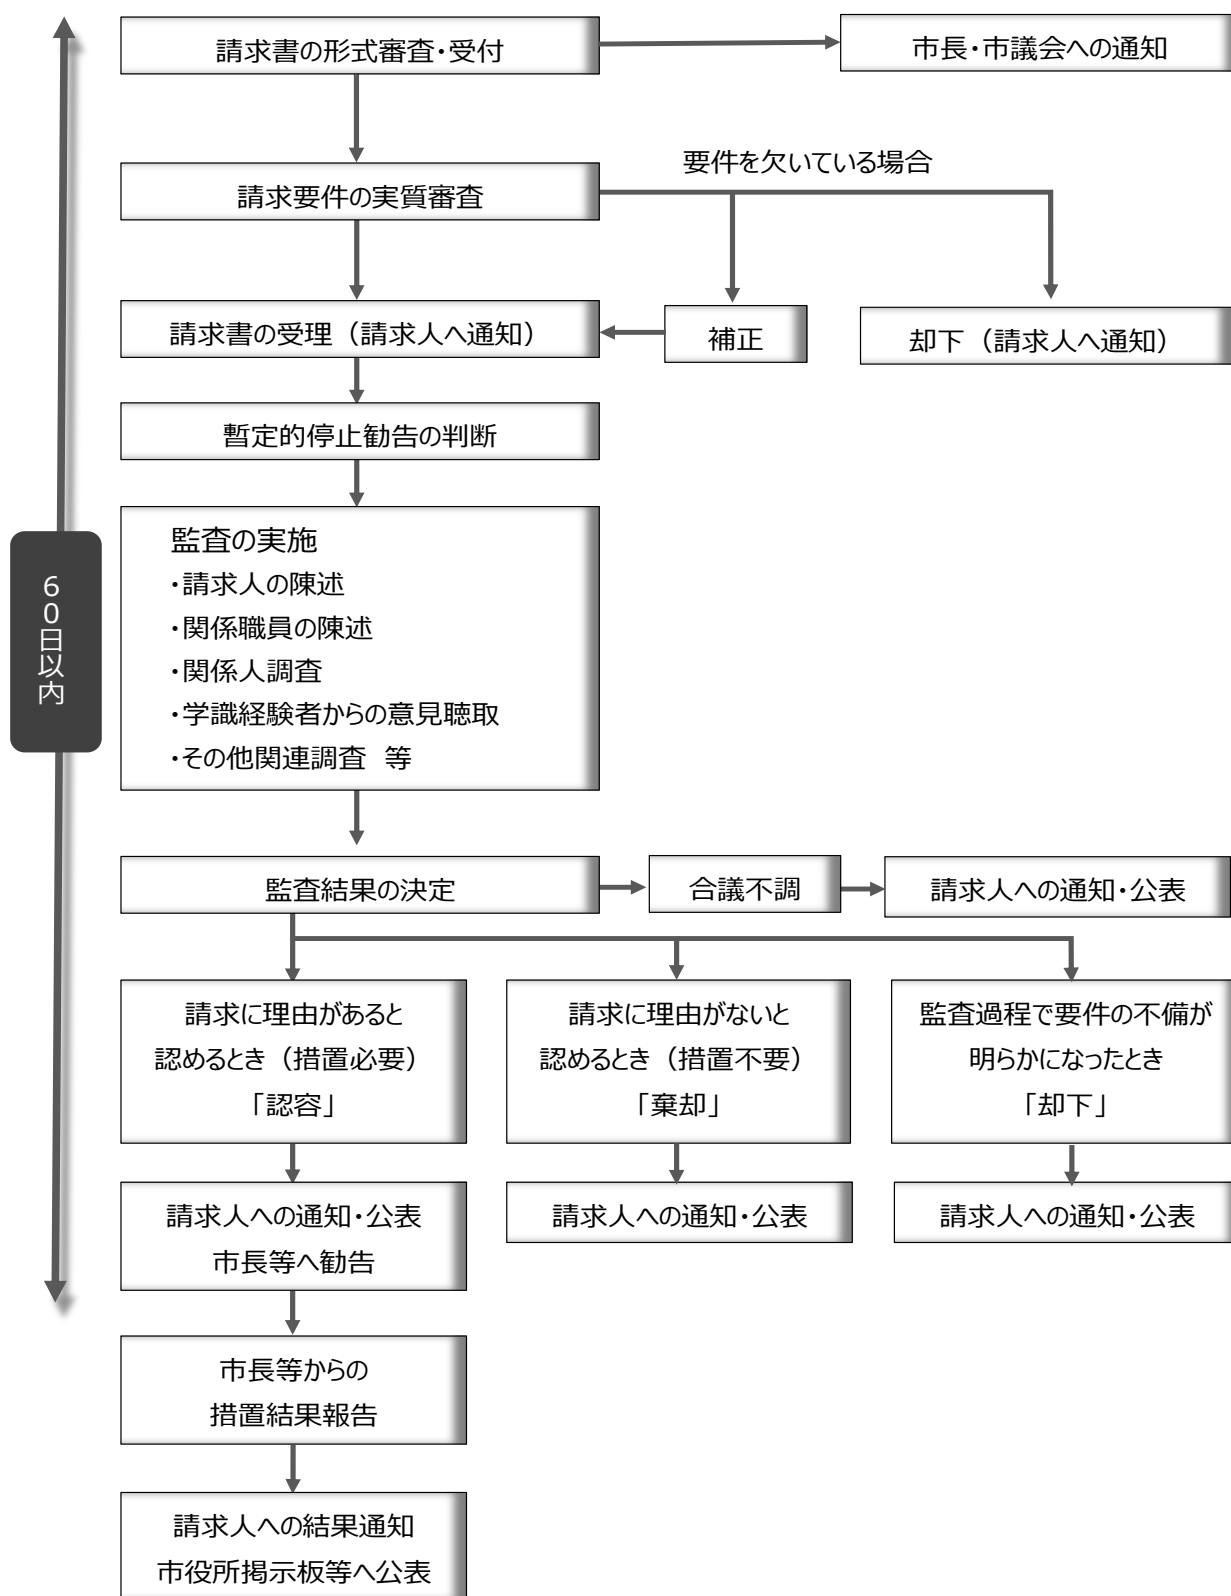 請求書の形式審査・受付
市長・市議会への通知
要件を欠いている場合
請求要件の実質審査
請求書の受理（請求人へ通知）
補正
却下（請求人へ通知）
暫定的停止勧告の判断
60日以内
監査の実施
・請求人の陳述
・関係職員の陳述
・関係人調査
・学識経験者からの意見聴取
・その他関連調査　等
監査結果の決定
合議不調
請求人への通知・公表
請求に理由があると
認めるとき（措置必要）
「認容」
請求に理由がないと
認めるとき（措置不要）
「棄却」
監査過程で要件の不備が
明らかになったとき
「却下」
請求人への通知・公表
市長等へ勧告
請求人への通知・公表
請求人への通知・公表
市長等からの
措置結果報告
請求人への結果通知
市役所掲示板等へ公表